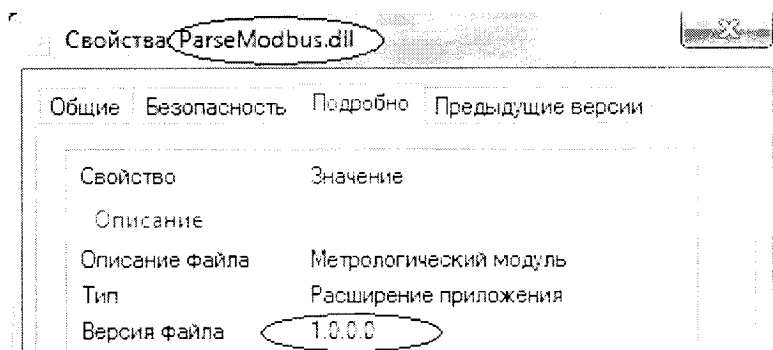 Свойства: ParseModbus.dll
Общие Безопасность Подробно Предыдущие версии
Свойство Значение
Описание
Описание файла Метрологический модуль
Тип Расширение приложения
Версия файла 1.0.0.0